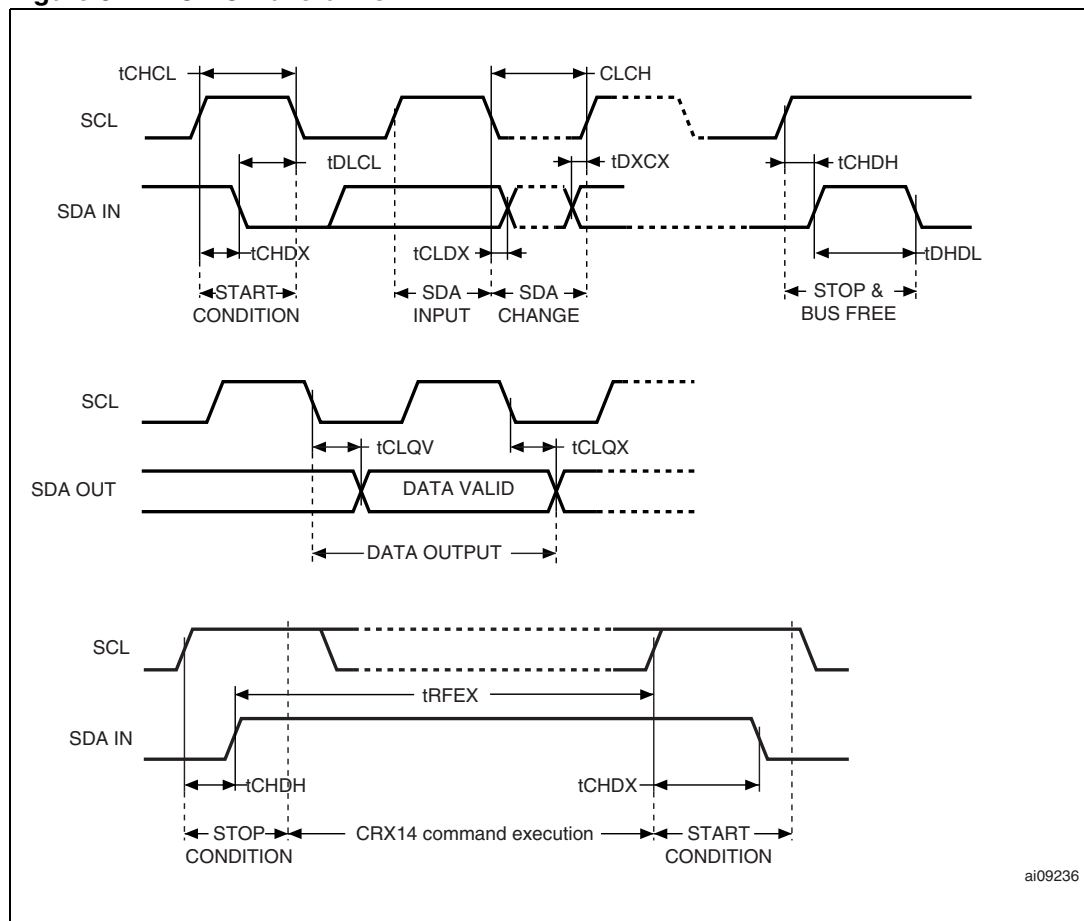 tCHCL
CLCH
SCL
tDLCL
tDXCX
tCHDH
SDA IN
tCHDX
tCLDX
tDHDL
START
CONDITION
SDA
INPUT
SDA
CHANGE
STOP &
BUS FREE
SCL
tCLQV
tCLQX
SDA OUT
DATA VALID
DATA OUTPUT
SCL
tRFEX
SDA IN
tCHDH
tCHDX
STOP
CONDITION
CRX14 command execution
START
CONDITION
ai09236